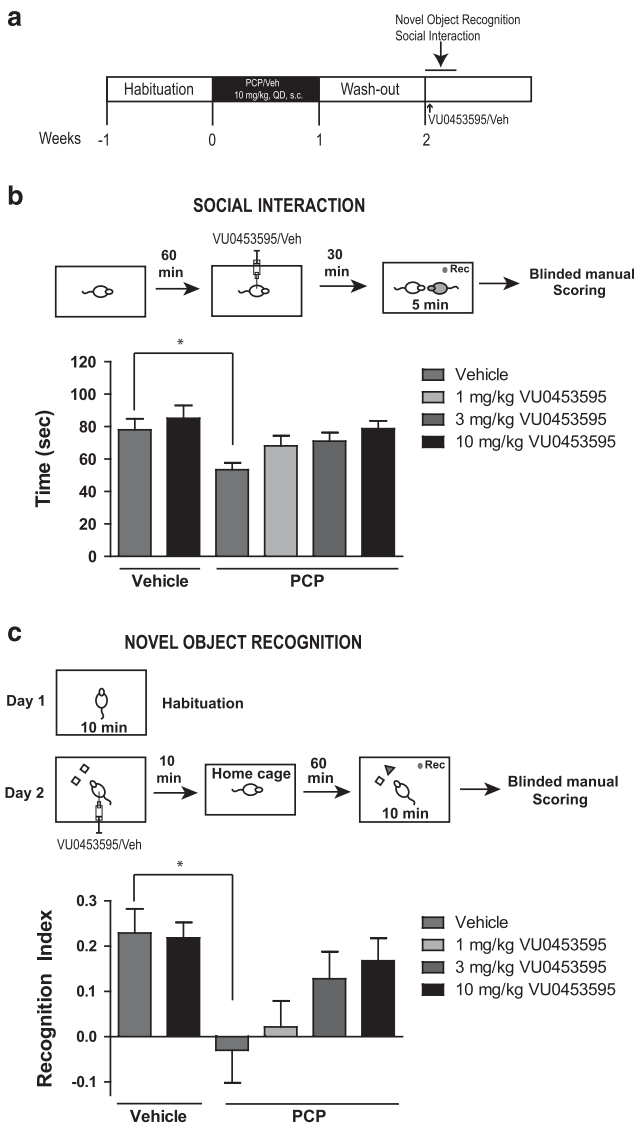 a
Novel Object Recognition
Social Interaction
Habituation
PCP/Veh
10 mg/kg, QD, s.c.
Wash-out
VU0453595/Veh
Weeks -1 0 1 2
b
SOCIAL INTERACTION
VU0453595/Veh
60
min
30
min
Rec
5 min
Blinded manual
Scoring
*
Time (sec)
120
100
80
60
40
20
0
Vehicle PCP
Vehicle
1 mg/kg VU0453595
3 mg/kg VU0453595
10 mg/kg VU0453595
c
NOVEL OBJECT RECOGNITION
Day 1
10 min
Habituation
Day 2
VU0453595/Veh
10
min
Home cage
60
min
Rec
10 min
Blinded manual
Scoring
*
Recognition Index
0.3
0.2
0.1
0.0
-0.1
Vehicle PCP
Vehicle
1 mg/kg VU0453595
3 mg/kg VU0453595
10 mg/kg VU0453595